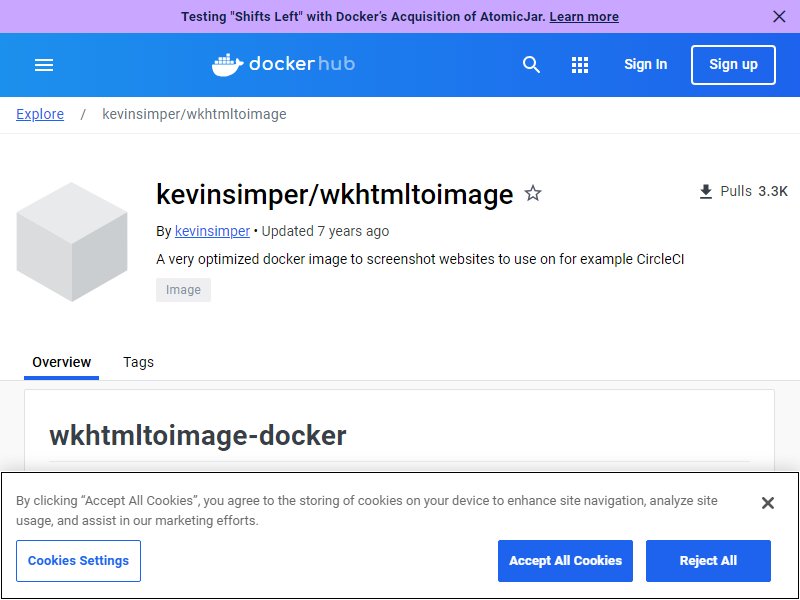 Testing "Shifts Left" with Docker’s Acquisition of AtomicJar. Learn more
dockerhub
Sign In
Sign up
Explore / kevinsimper/wkhtmltoimage
kevinsimper/wkhtmltoimage
Pulls 3.3K
By kevinsimper • Updated 7 years ago
A very optimized docker image to screenshot websites to use on for example CircleCI
Image
Overview
Tags
wkhtmltoimage-docker
By clicking “Accept All Cookies”, you agree to the storing of cookies on your device to enhance site navigation, analyze site
usage, and assist in our marketing efforts.
Cookies Settings
Accept All Cookies
Reject All